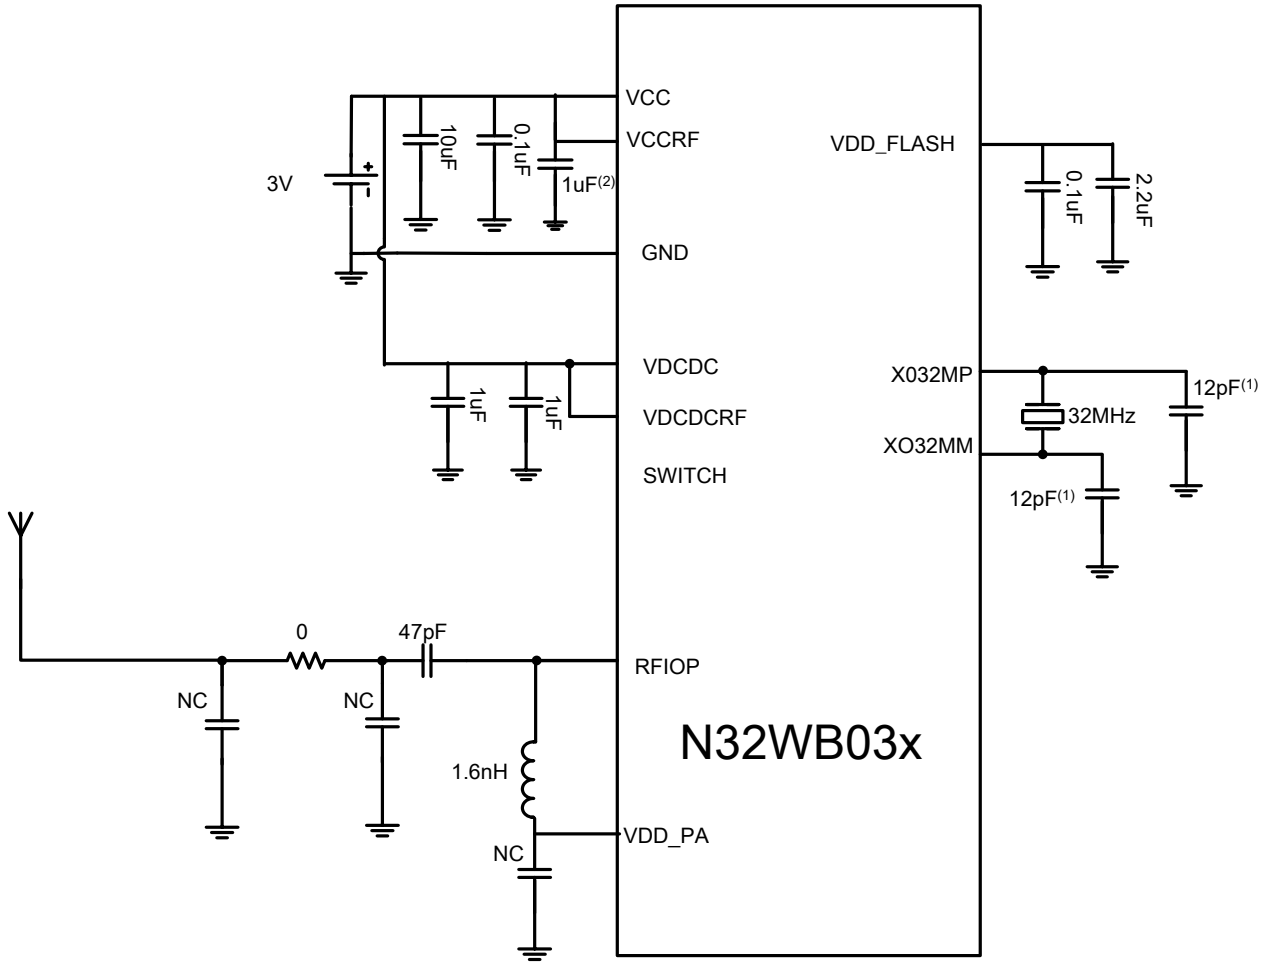 VCC
VCCRF
10uF
0.1uF
1uF(2)
3V
+
-
GND
VDD_FLASH
0.1uF
2.2uF
VDCDC
VDCDCRF
1uF
1uF
SWITCH
X032MP
XO32MM
32MHz
12pF(1)
12pF(1)
0
47pF
RFIOP
NC
NC
N32WB03x
1.6nH
VDD_PA
NC